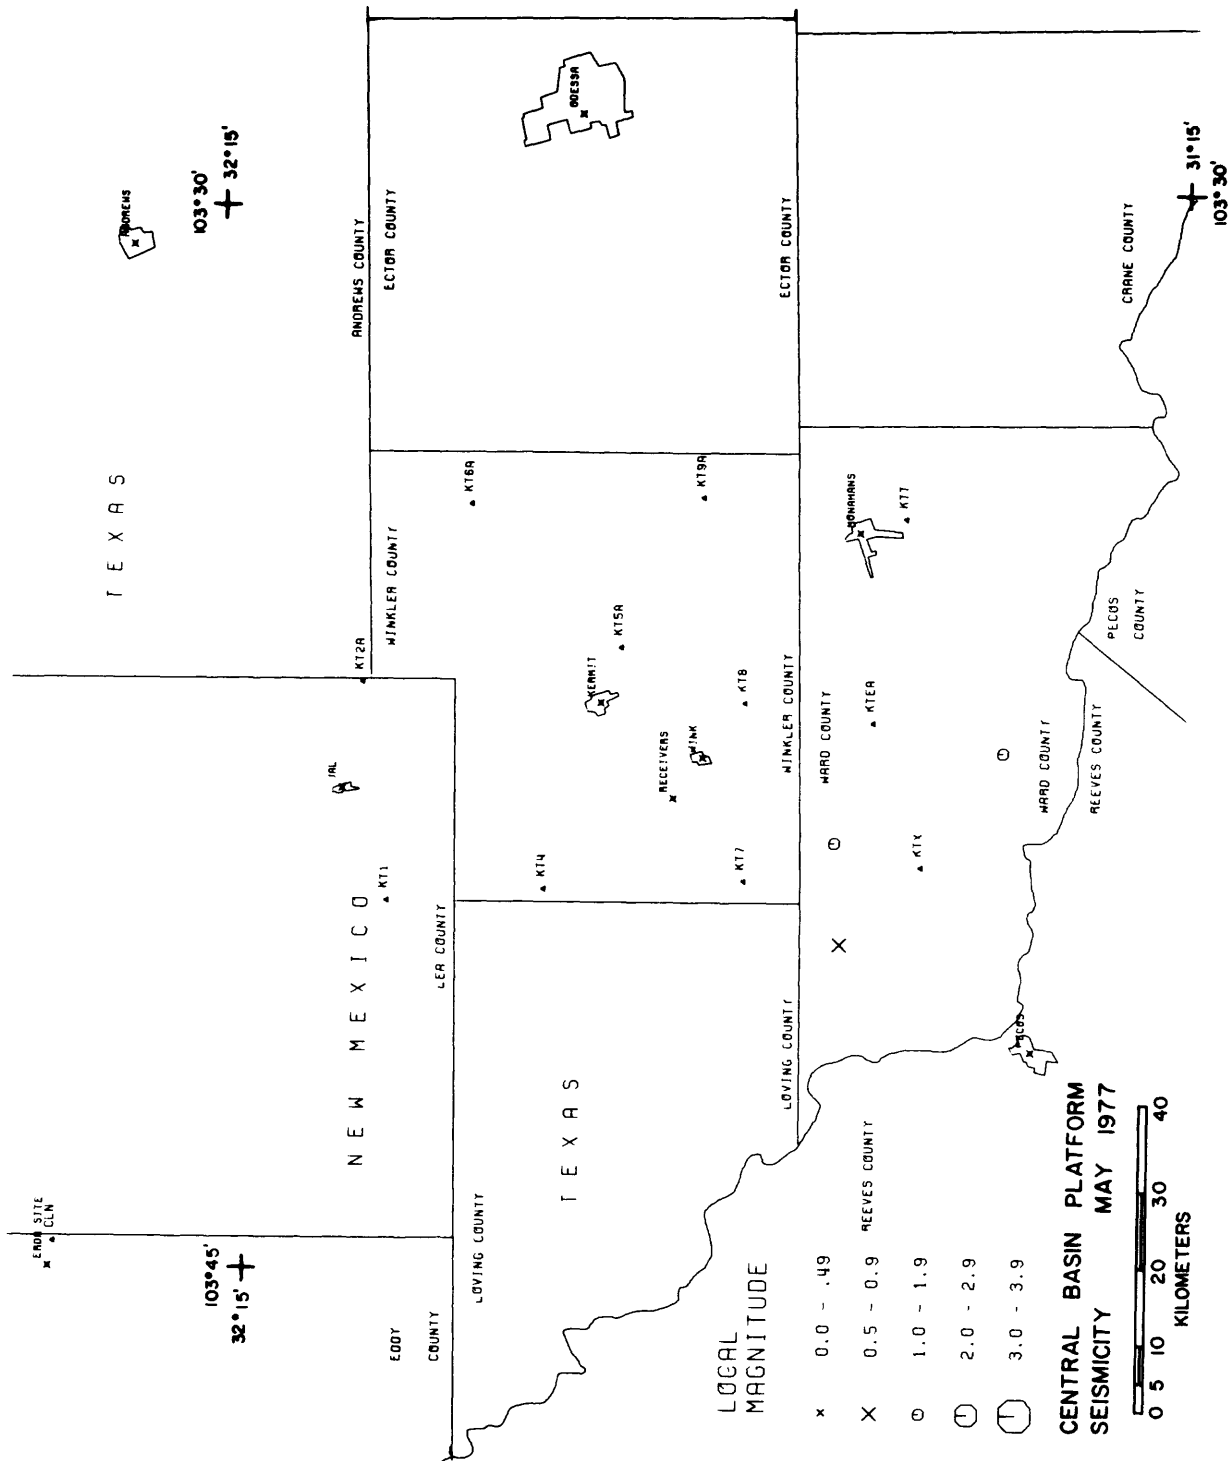 ERDA SITE
CLN
TEXAS
ANDREWS
103°45'
32°15'
103°30'
32°15'
JAL
NEW MEXICO
KT1
KT2A
ANDREWS COUNTY
EDDY
COUNTY
LEA COUNTY
WINKLER COUNTY
ECTOR COUNTY
LOVING COUNTY
KT6A
KT4
TEXAS
ODESSA
KERMIT
KT5A
RECEIVERS
WINK
KT9A
KT7
KT8
LOVING COUNTY
WINKLER COUNTY
ECTOR COUNTY
WARD COUNTY
MONAHANS
REEVES COUNTY
KTEA
KT7
KTX
PECOS
WARD COUNTY
REEVES COUNTY
PECOS
COUNTY
CRANE COUNTY
31°15'
103°30'
LOCAL
MAGNITUDE
0.0 - .49
0.5 - 0.9
1.0 - 1.9
2.0 - 2.9
3.0 - 3.9
CENTRAL BASIN PLATFORM
SEISMICITY MAY 1977
0 5 10 20 30 40
KILOMETERS